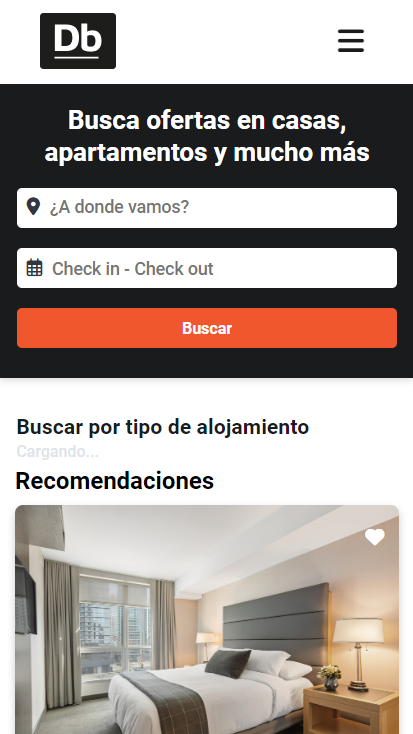 Db
Busca ofertas en casas,
apartamentos y mucho más
¿A donde vamos?
Check in - Check out
Buscar
Buscar por tipo de alojamiento
Cargando...
Recomendaciones